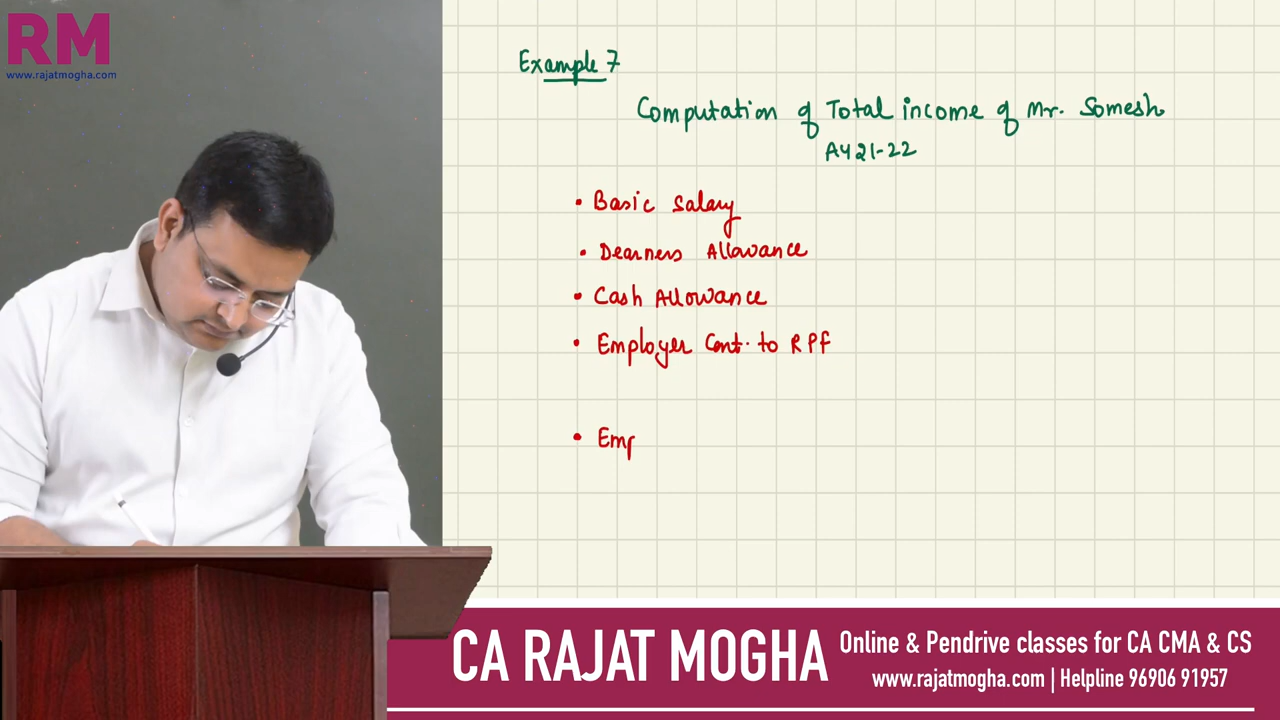 RM
www.rajatmogha.com
Example 7
Computation of Total income of Mr. Somesh
AY 21-22
• Basic Salary
• Dearness Allowance
• Cash Allowance
• Employer Cont. to RPF
• Emp
CA RAJAT MOGHA
Online & Pendrive classes for CA CMA & CS
www.rajatmogha.com | Helpline 96906 91957